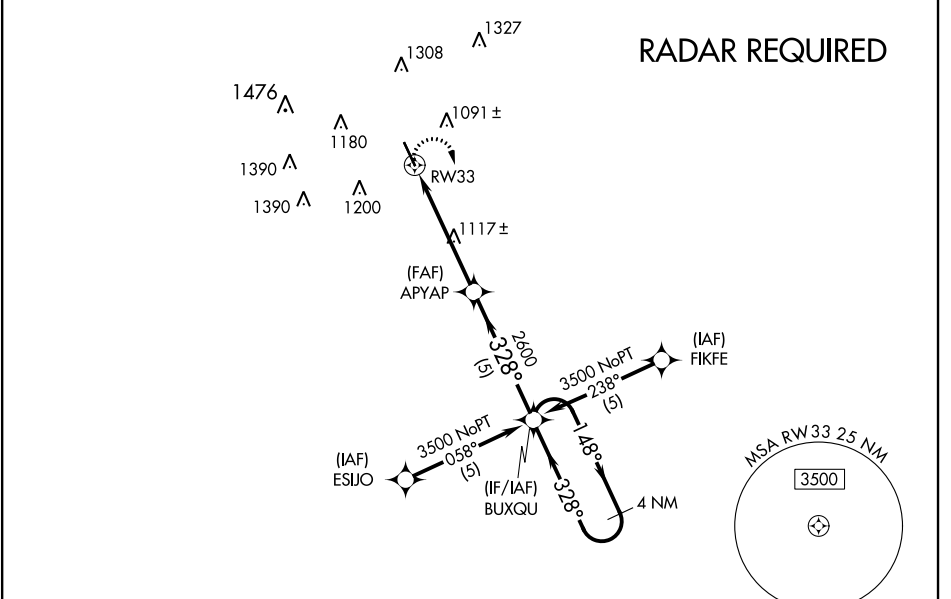 1327
1308
RADAR REQUIRED
1476
1091 ±
1180
1390
RW33
1390
1200
1117 ±
(FAF)
APYAP
2600
328°
(5)
(IAF)
FIKFE
3500 NoPT
238°
(5)
3500 NoPT
058°
(5)
(IAF)
ESIJO
148°
328°
(IF/IAF)
BUXQU
4 NM
MSA RW33 25 NM
3500